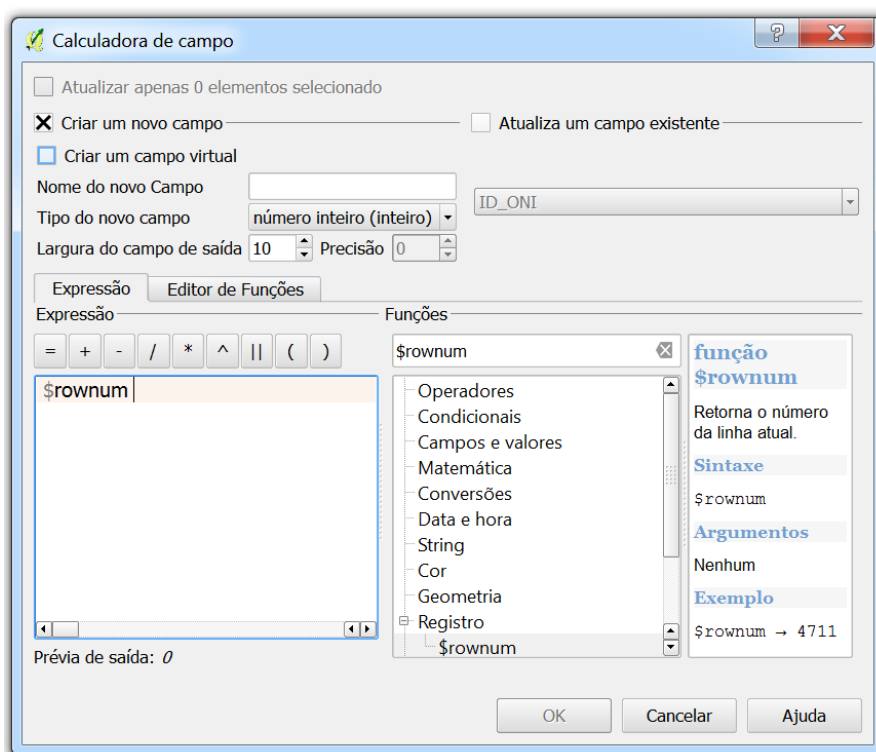 Calculadora de campo
Atualizar apenas 0 elementos selecionado
Criar um novo campo
Atualiza um campo existente
Criar um campo virtual
Nome do novo Campo
ID_ONI
Tipo do novo campo número inteiro (inteiro)
Largura do campo de saída 10 Precisão 0
Expressão Editor de Funções
Expressão
= + - / * ^ || ( )
$rownum
Prévia de saída: 0
Funções
$rownum
Operadores
Condicionais
Campos e valores
Matemática
Conversões
Data e hora
String
Cor
Geometria
Registro
$rownum
função
$rownum
Retorna o número
da linha atual.
Sintaxe
$rownum
Argumentos
Nenhum
Exemplo
$rownum → 4711
OK Cancelar Ajuda